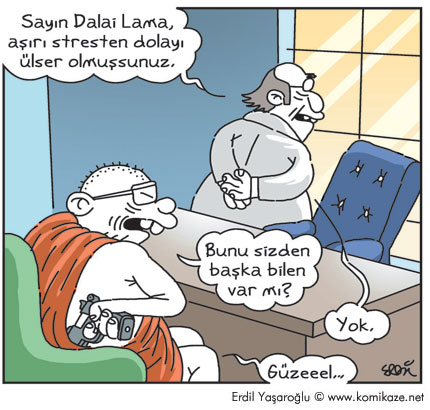 Sayın Dalai Lama,
aşırı stresten dolayı
ülser olmuşsunuz.
Bunu sizden
başka bilen
var mı?
Yok.
Güzeeel...
Erdil Yaşaroğlu © www.komikaze.net